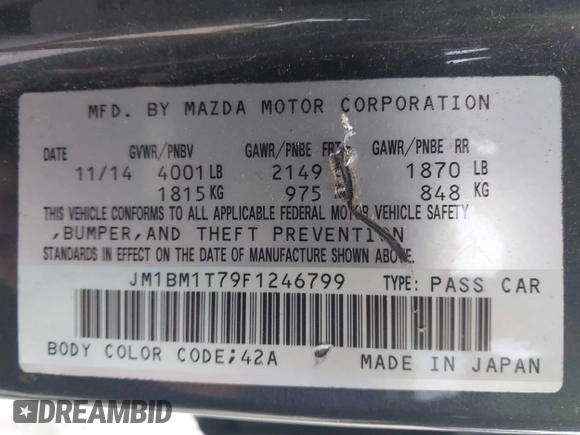 MFD. BY MAZDA MOTOR CORPORATION
DATE GVWR/PNBV GAWR/PNBE FRT GAWR/PNBE RR
11/14 4001 LB 2149 1870 LB
1815 KG 975 848 KG
THIS VEHICLE CONFORMS TO ALL APPLICABLE FEDERAL MOTOR VEHICLE SAFETY
,BUMPER,AND THEFT PREVENTION
STANDARDS IN EFFECT ON THE DATE OF MANUFACTURE SHOWN ABOVE.
JM1BM1T79F1246799 TYPE: PASS CAR
BODY COLOR CODE;42A MADE IN JAPAN
DREAMBID